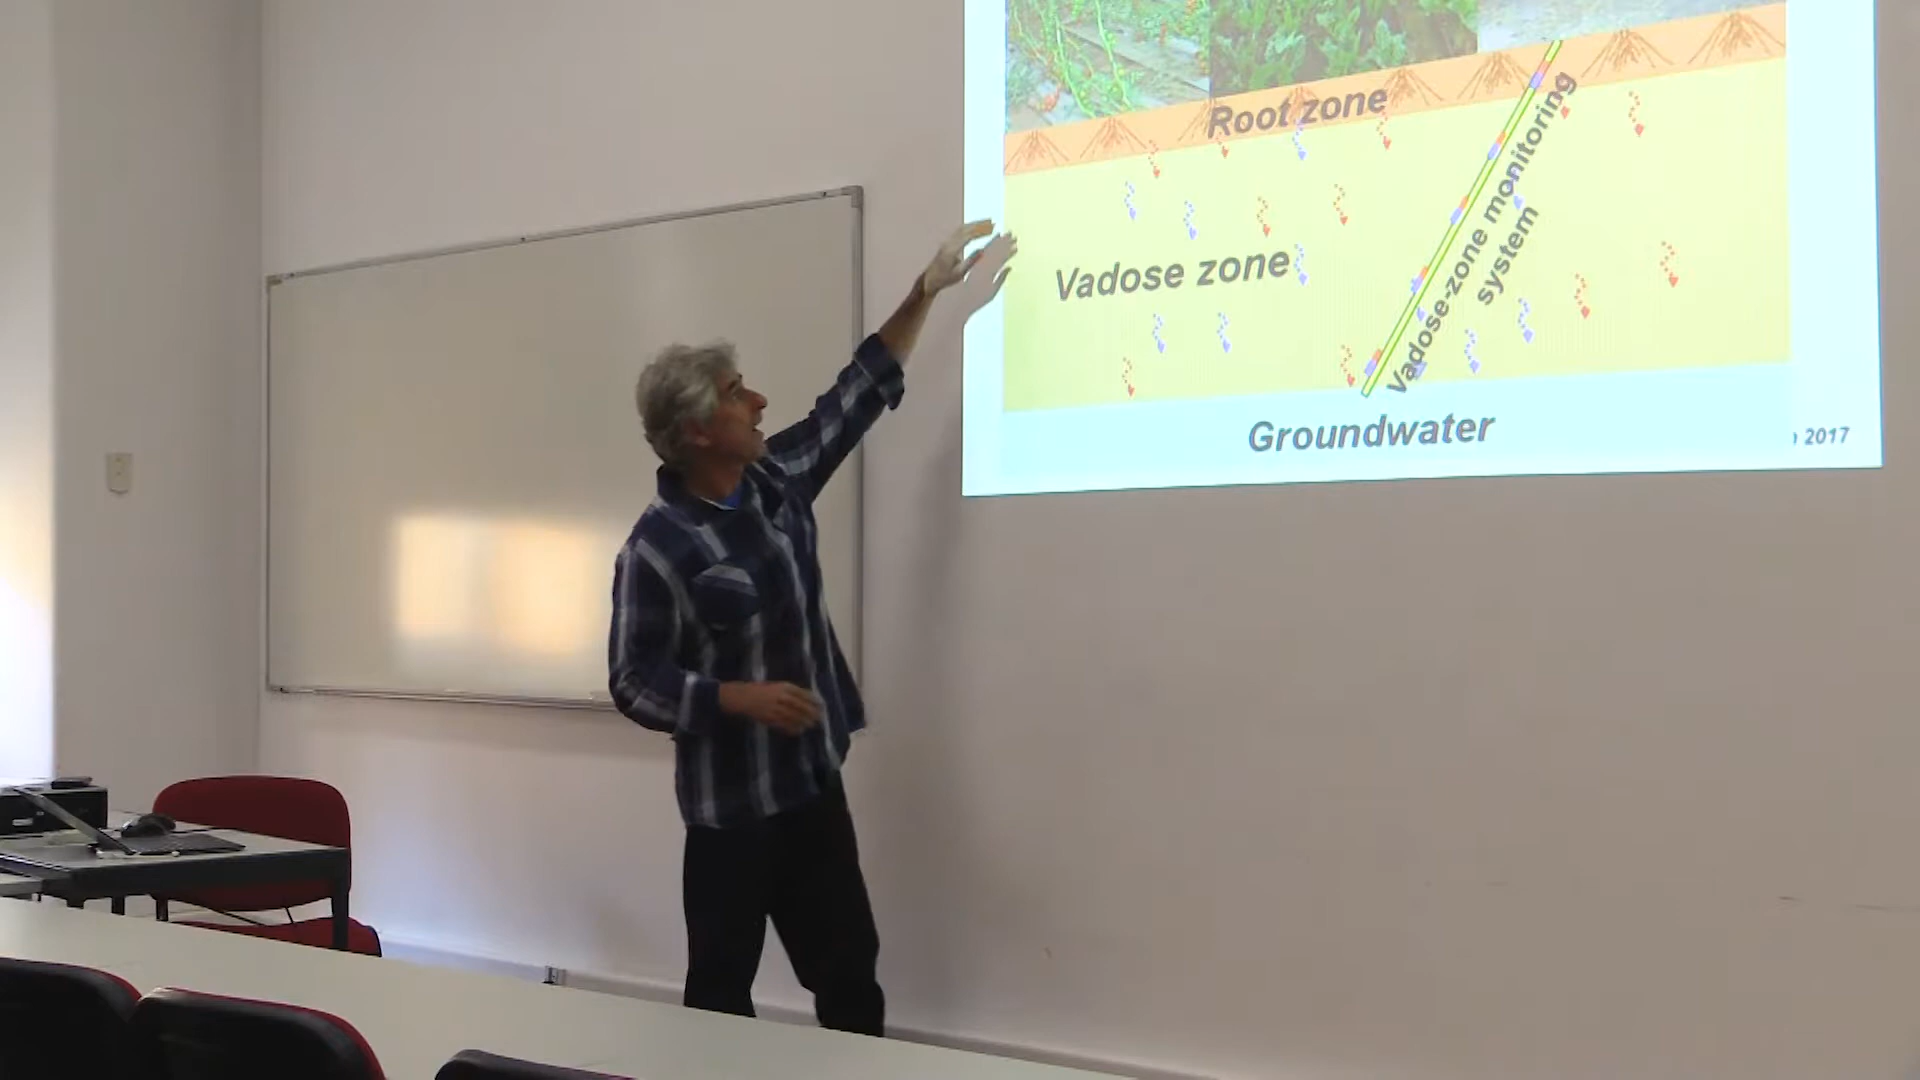 Root zone
Vadose-zone monitoring
system
Vadose zone
Groundwater
2017